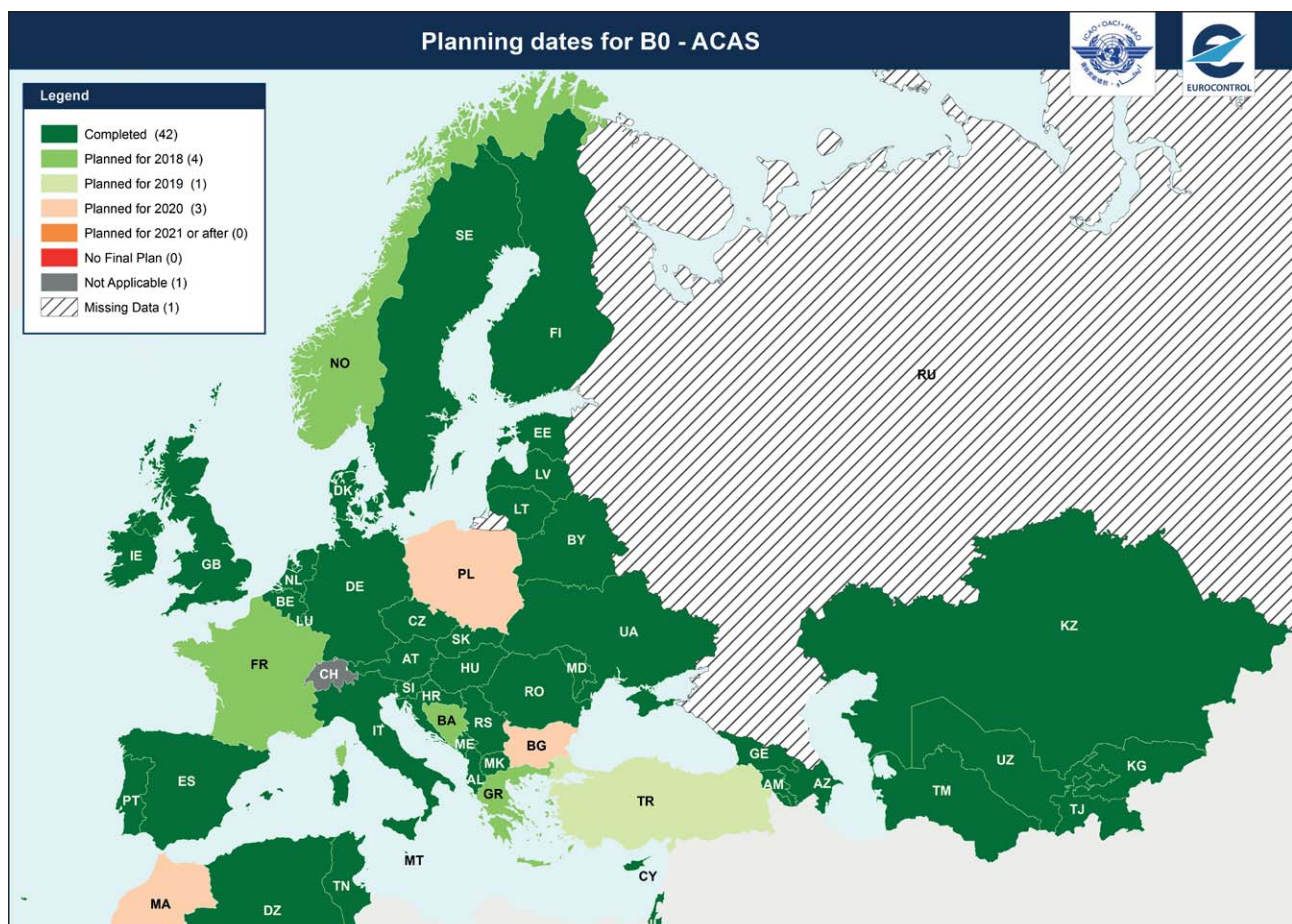 Planning dates for B0 - ACAS
ICAO • OACI • ИКАО
EUROCONTROL
Legend
Completed (42)
Planned for 2018 (4)
Planned for 2019 (1)
Planned for 2020 (3)
Planned for 2021 or after (0)
No Final Plan (0)
Not Applicable (1)
Missing Data (1)
SE
FI
NO
RU
EE
LV
DK
LT
BY
IE
GB
NL
DE
PL
BE
LU
CZ
UA
KZ
SK
FR
AT
CH
HU
MD
SI
RO
HR
BA
RS
IT
ME
BG
GE
UZ
KG
MK
ES
AL
AM
AZ
TM
PT
GR
TR
TJ
MT
CY
TN
MA
DZ